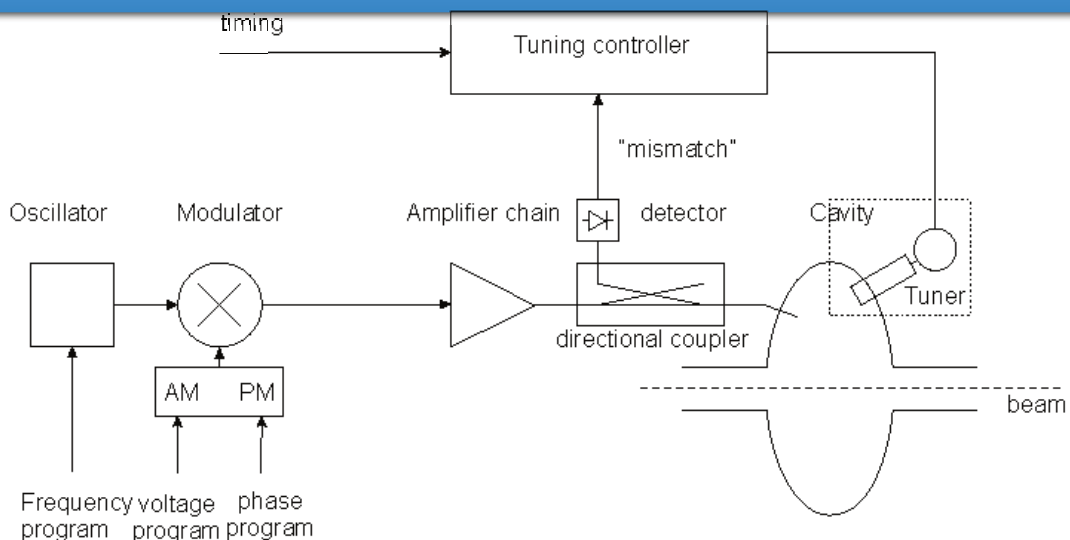 timing
Tuning controller
"mismatch"
Oscillator
Modulator
Amplifier chain
detector
Cavity
Tuner
directional coupler
AM PM
beam
Frequency
program
voltage
program
phase
program